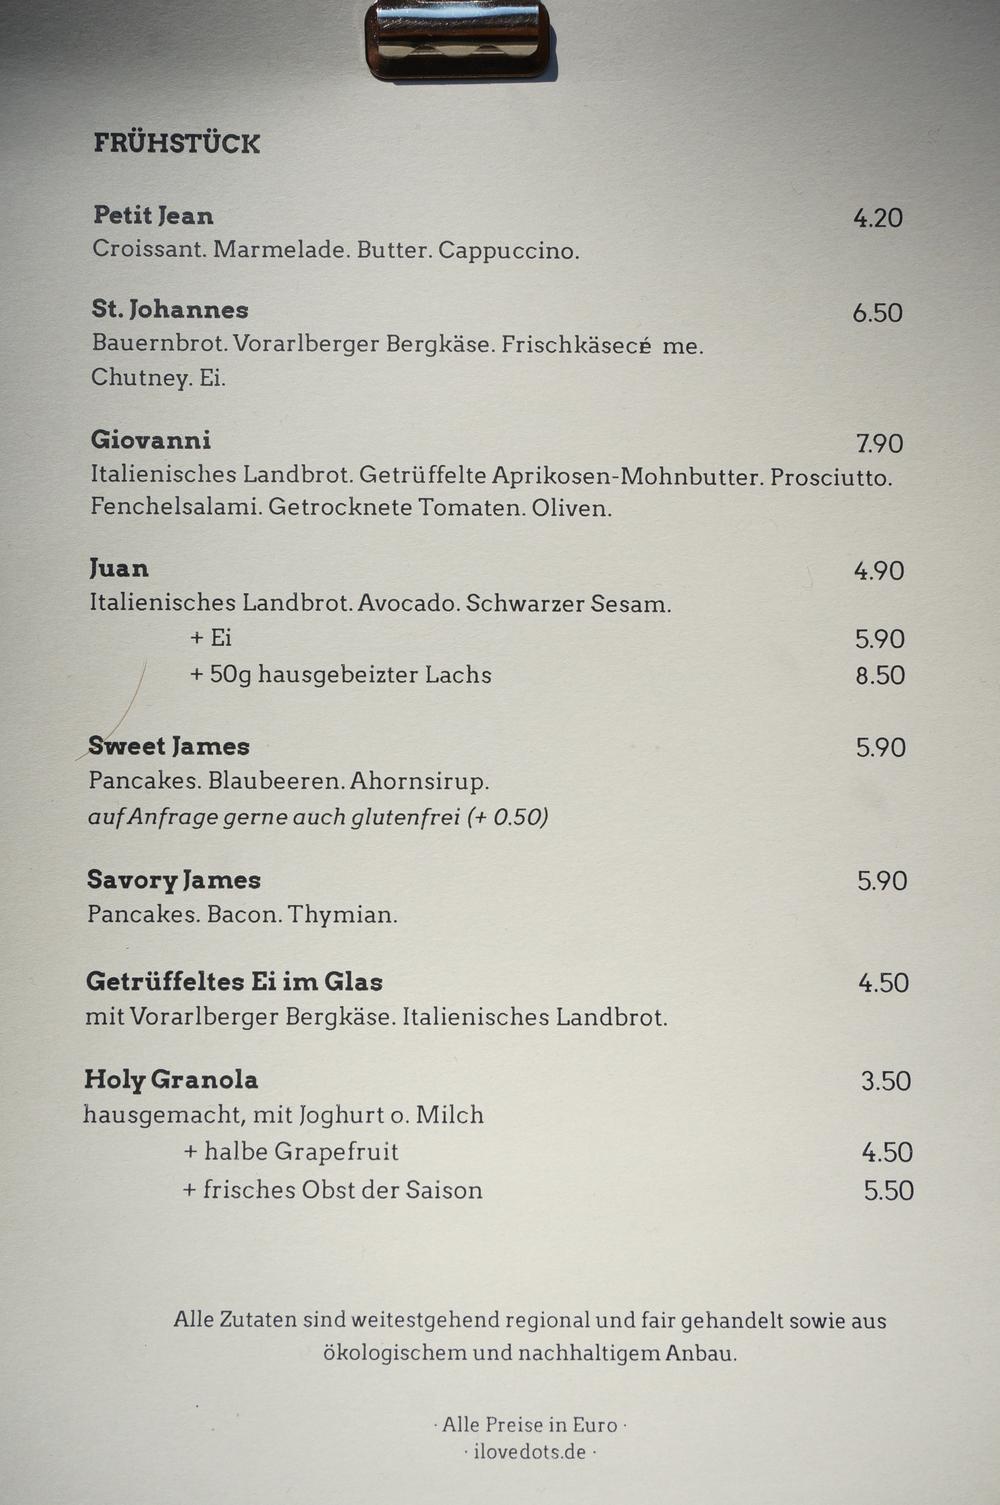 FRÜHSTÜCK
Petit Jean 4.20
Croissant. Marmelade. Butter. Cappuccino.
St. Johannes 6.50
Bauernbrot. Vorarlberger Bergkäse. Frischkäsecé me.
Chutney. Ei.
Giovanni 7.90
Italienisches Landbrot. Getrüffelte Aprikosen-Mohnbutter. Prosciutto.
Fenchelsalami. Getrocknete Tomaten. Oliven.
Juan 4.90
Italienisches Landbrot. Avocado. Schwarzer Sesam.
+ Ei 5.90
+ 50g hausgebeizter Lachs 8.50
Sweet James 5.90
Pancakes. Blaubeeren. Ahornsirup.
auf Anfrage gerne auch glutenfrei (+ 0.50)
Savory James 5.90
Pancakes. Bacon. Thymian.
Getrüffeltes Ei im Glas 4.50
mit Vorarlberger Bergkäse. Italienisches Landbrot.
Holy Granola 3.50
hausgemacht, mit Joghurt o. Milch
+ halbe Grapefruit 4.50
+ frisches Obst der Saison 5.50
Alle Zutaten sind weitestgehend regional und fair gehandelt sowie aus
ökologischem und nachhaltigem Anbau.
· Alle Preise in Euro ·
· ilovedots.de ·